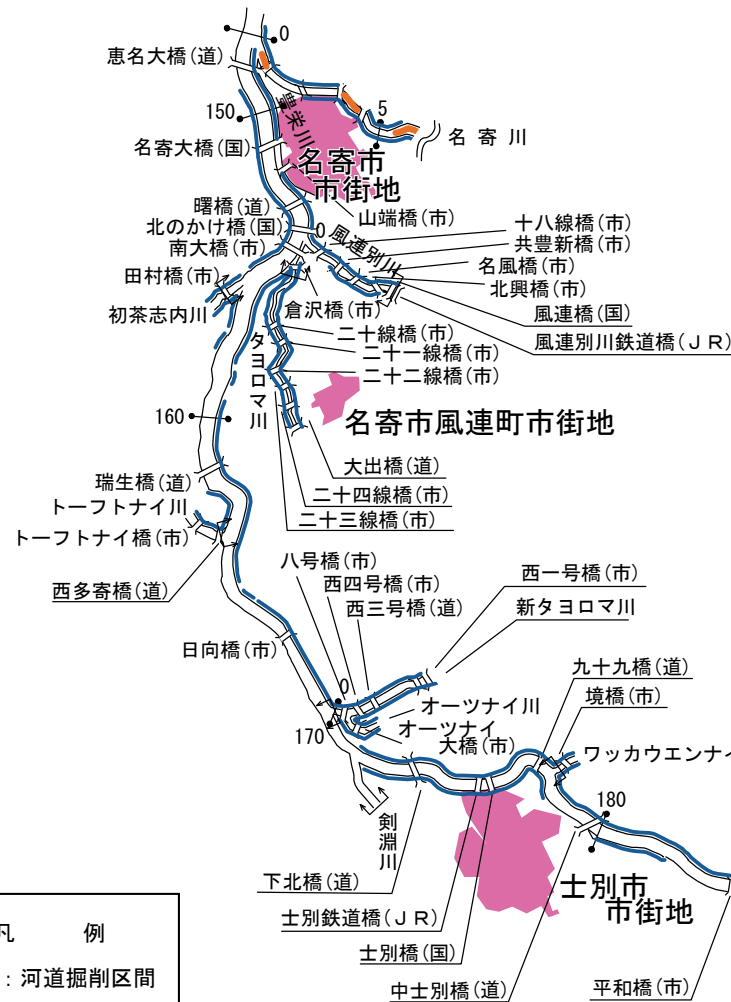 0
恵名大橋(道)
150
豊栄川
5
名寄川
名寄大橋(国)
名寄市
市街地
山端橋(市)
曙橋(道)
北のかけ橋(国)
南大橋(市)
0
風連別川
十八線橋(市)
共豊新橋(市)
名風橋(市)
北興橋(市)
田村橋(市)
初茶志内川
倉沢橋(市)
風連橋(国)
風連別川鉄道橋(JR)
二十線橋(市)
二十一線橋(市)
二十二線橋(市)
タヨロマ川
160
名寄市風連町市街地
大出橋(道)
二十四線橋(市)
二十三線橋(市)
瑞生橋(道)
トーフトナイ川
トーフトナイ橋(市)
西多寄橋(道)
八号橋(市)
西四号橋(市)
西三号橋(道)
西一号橋(市)
新タヨロマ川
日向橋(市)
0
170
オーツナイ川
オーツナイ
大橋(市)
九十九橋(道)
境橋(市)
ワッカウエンナイ
180
剣淵川
下北橋(道)
士別鉄道橋(JR)
士別橋(国)
士別市
市街地
中士別橋(道)
平和橋(市)
凡例
:河道掘削区間